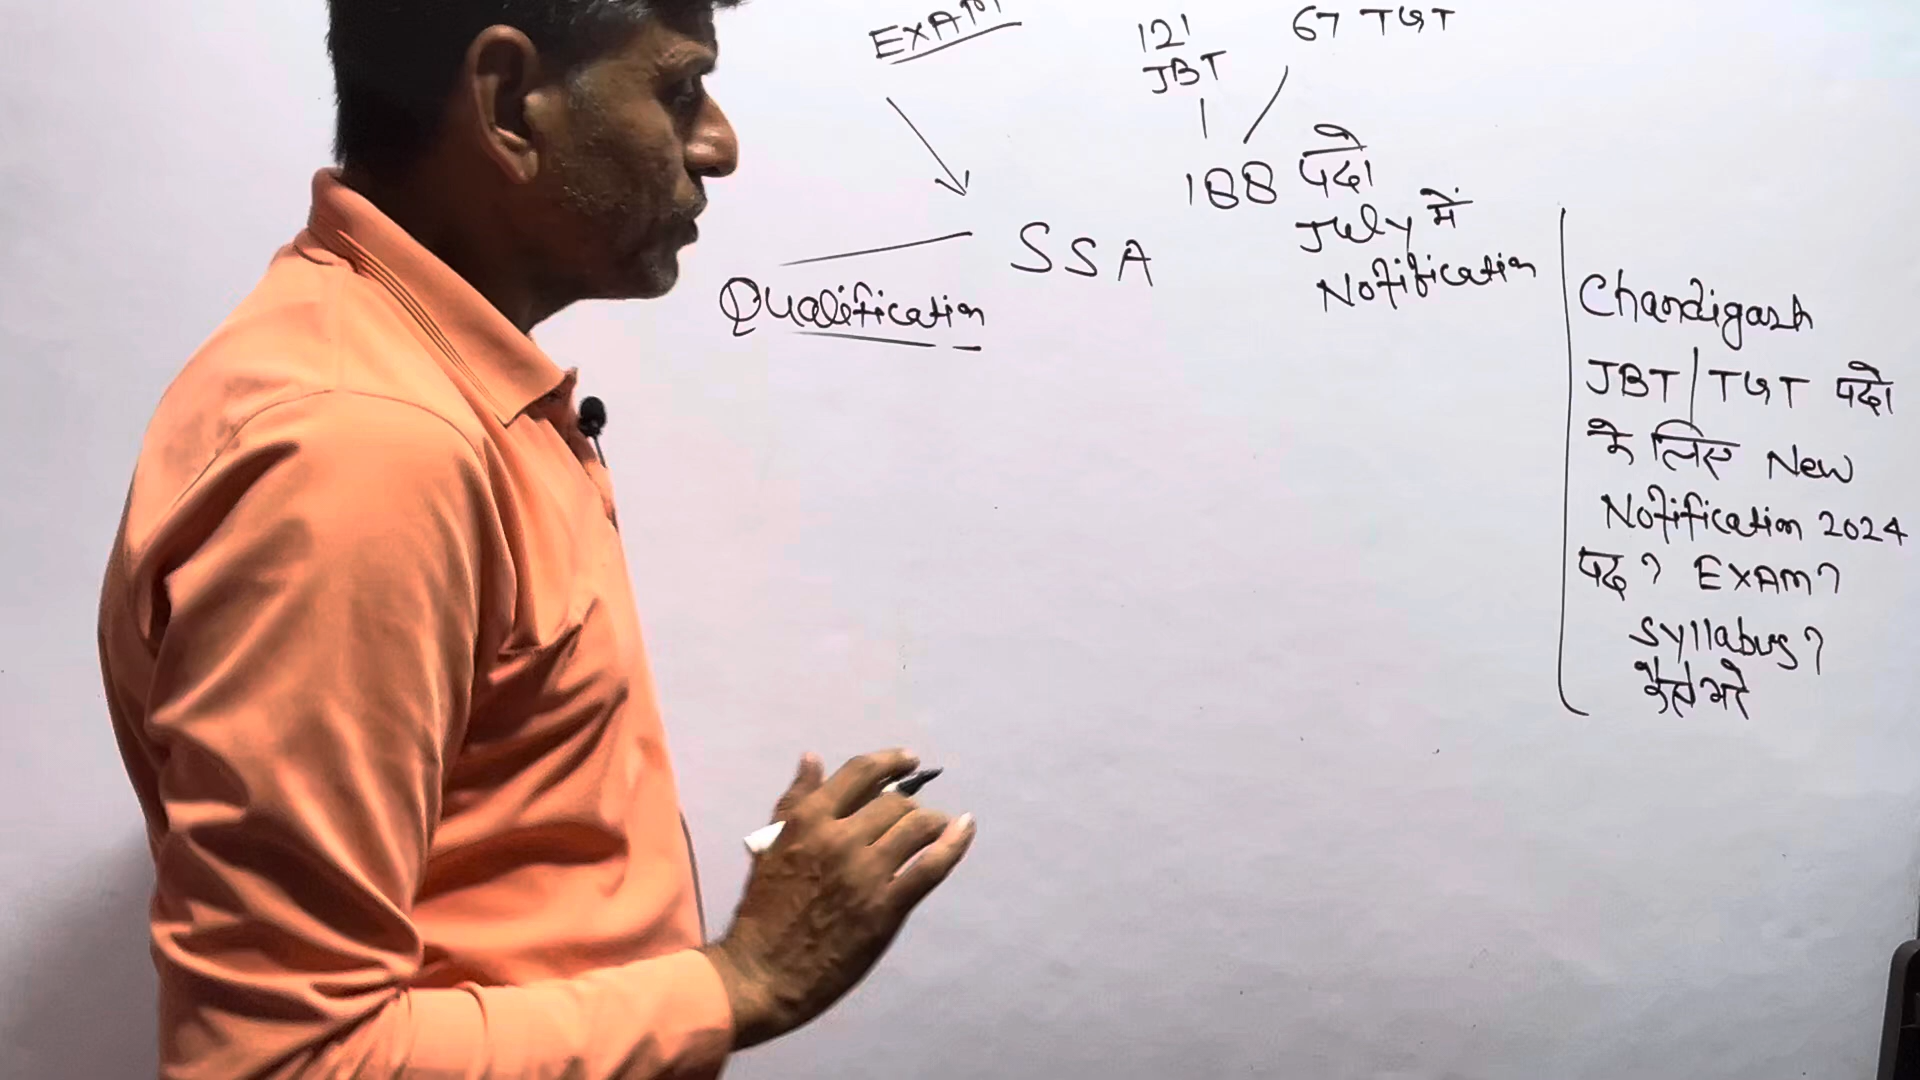 EXAM
121
JBT
67 TGT
188 पदो
July में
Notification
SSA
Qualification
Chandigarh
JBT/TGT पदो
के लिए New
Notification 2024
पद? EXAM?
Syllabus?
कैसे भरे